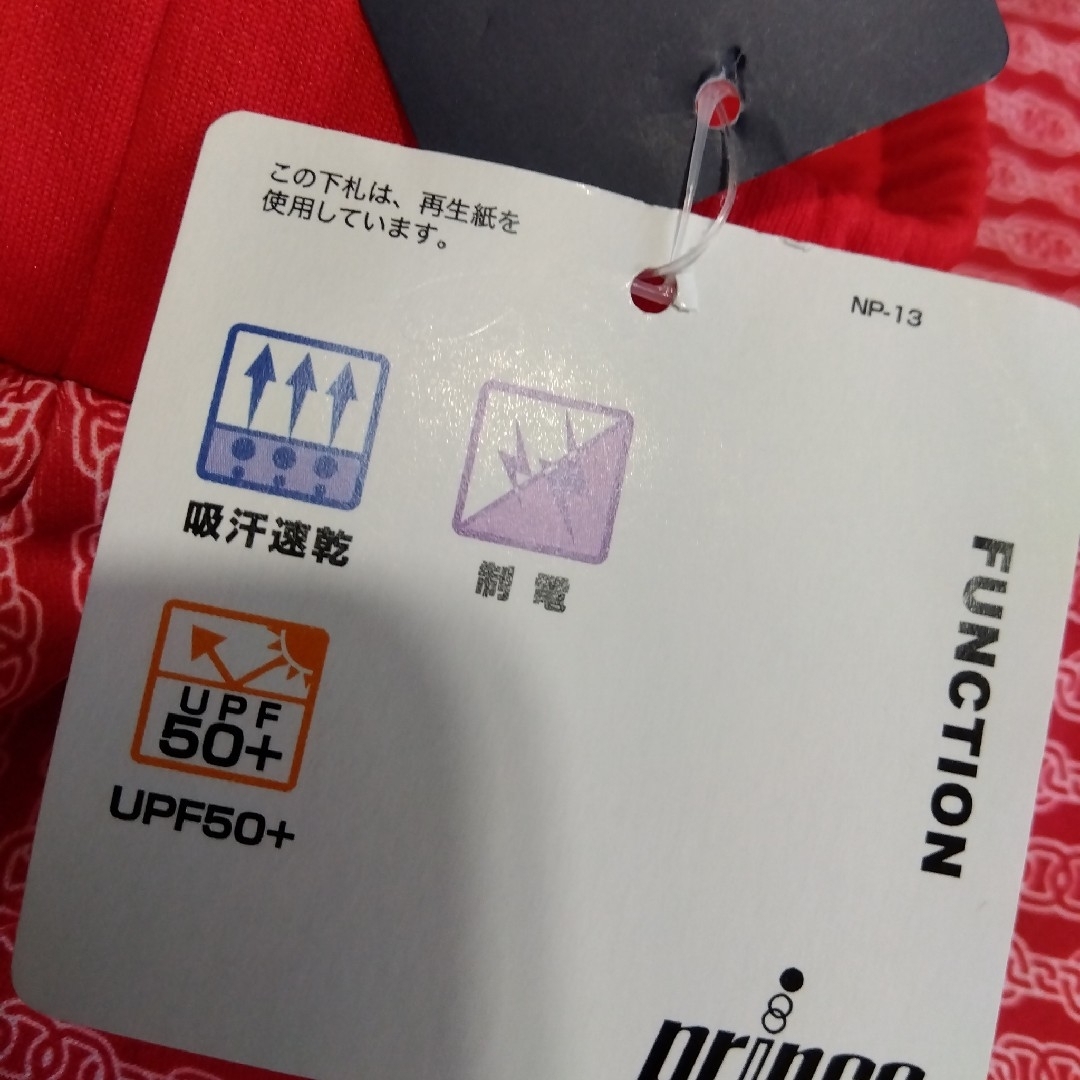 この下札は、再生紙を
使用しています。
NP-13
吸汗速乾
制電
UPF
50+
UPF50+
FUNCTION
prince